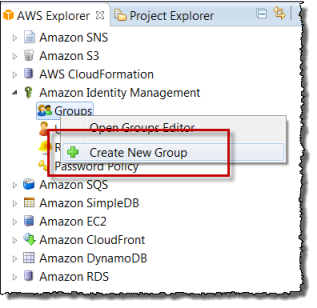 AWS Explorer Project Explorer
Amazon SNS
Amazon S3
AWS CloudFormation
Amazon Identity Management
Groups
Open Groups Editor
Create New Group
Password Policy
Amazon SQS
Amazon SimpleDB
Amazon EC2
Amazon CloudFront
Amazon DynamoDB
Amazon RDS